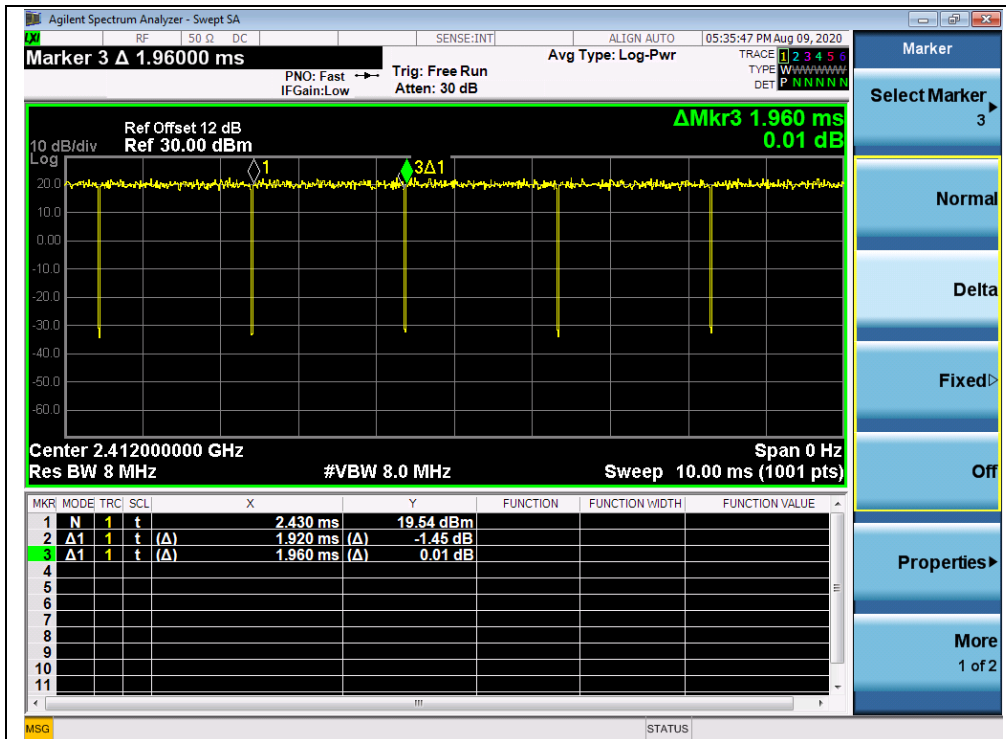 Agilent Spectrum Analyzer - Swept SA
LXI RF 50 Ω DC SENSE:INT ALIGN AUTO 05:35:47 PM Aug 09, 2020
Marker 3 Δ 1.96000 ms
PNO: Fast
IFGain:Low
Trig: Free Run
Atten: 30 dB
Avg Type: Log-Pwr
TRACE 1 2 3 4 5 6
TYPE WWWWWWW
DET P N N N N N
ΔMkr3 1.960 ms
0.01 dB
Ref Offset 12 dB
10 dB/div Ref 30.00 dBm
Log
1
3Δ1
20.0
10.0
0.00
-10.0
-20.0
-30.0
-40.0
-50.0
-60.0
Center 2.412000000 GHz Span 0 Hz
Res BW 8 MHz #VBW 8.0 MHz Sweep 10.00 ms (1001 pts)
MKR MODE TRC SCL X Y FUNCTION FUNCTION WIDTH FUNCTION VALUE
1 N 1 t 2.430 ms 19.54 dBm
2 Δ1 1 t (Δ) 1.920 ms (Δ) -1.45 dB
3 Δ1 1 t (Δ) 1.960 ms (Δ) 0.01 dB
4
5
6
7
8
9
10
11
MSG STATUS
Marker
Select Marker
3
Normal
Delta
Fixed
Off
Properties
More
1 of 2